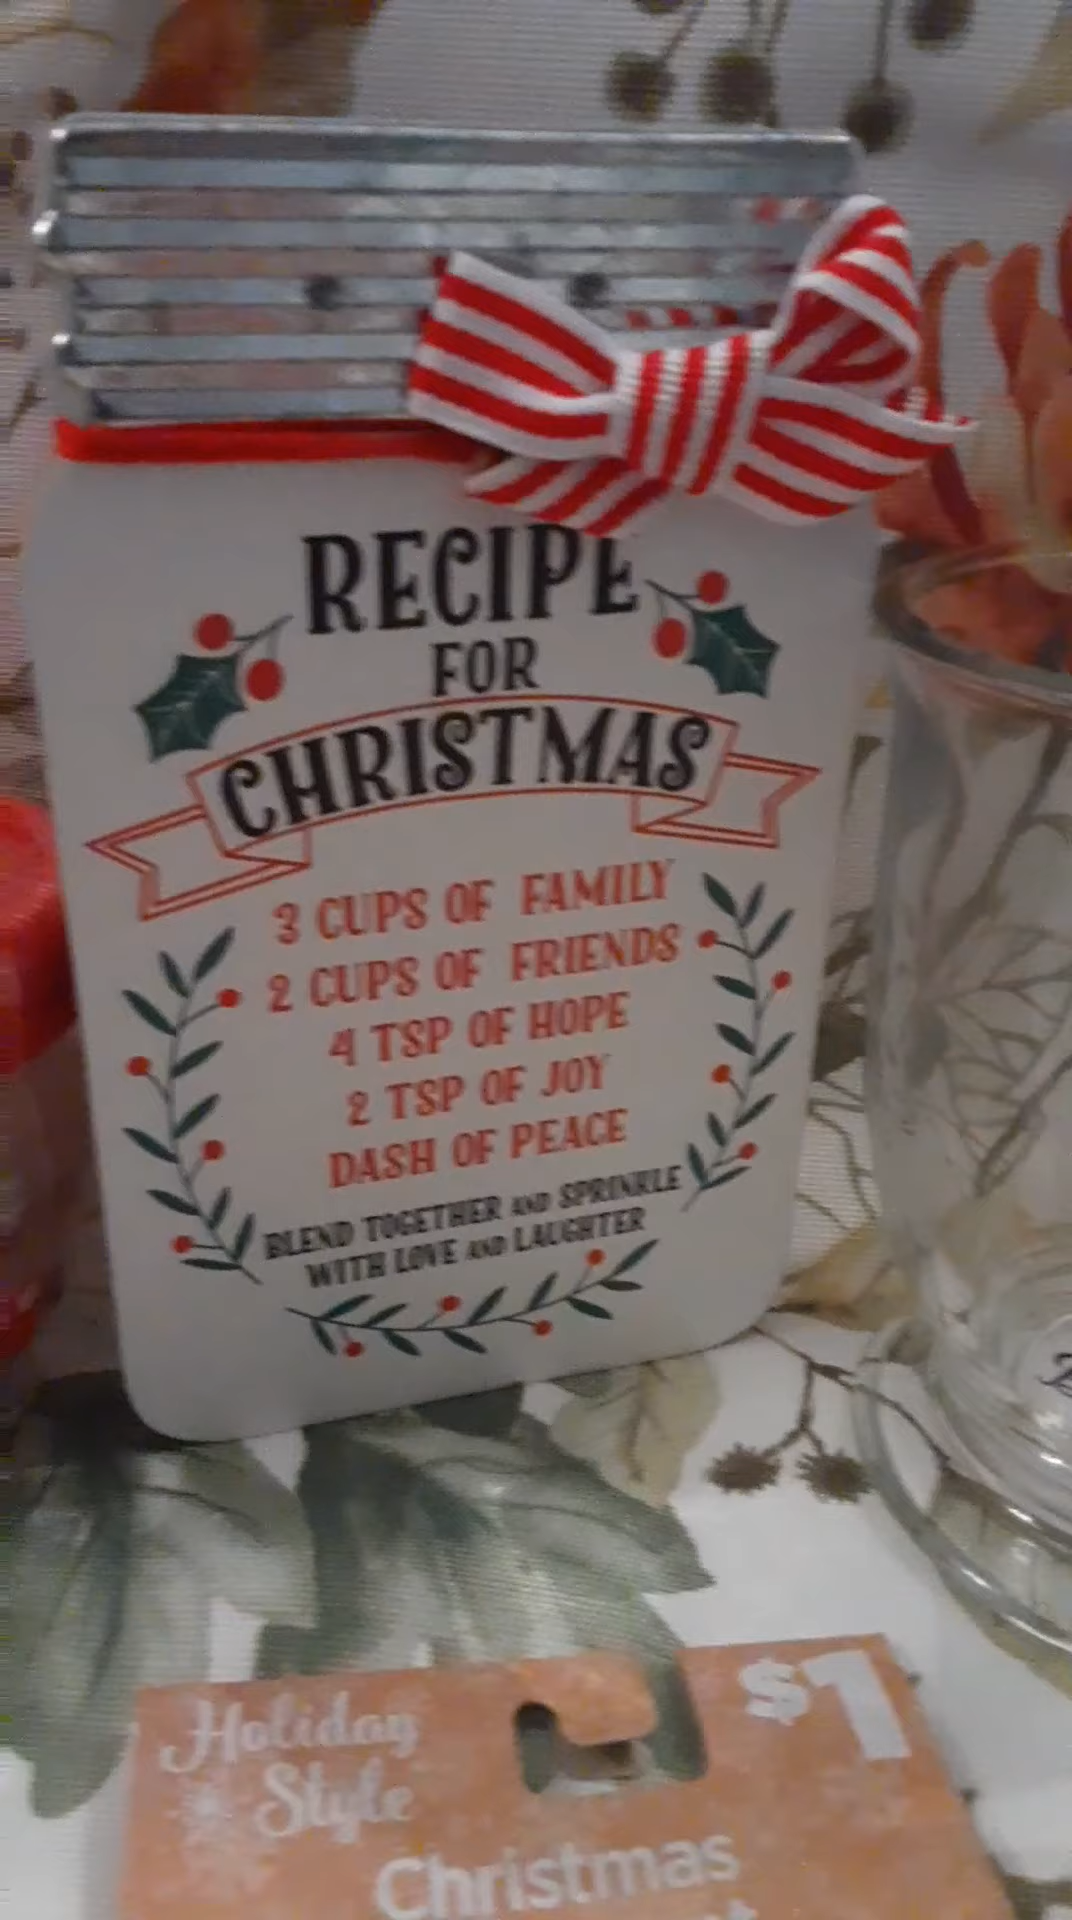 RECIPE
FOR
CHRISTMAS
3 CUPS OF FAMILY
2 CUPS OF FRIENDS
4 TSP OF HOPE
2 TSP OF JOY
DASH OF PEACE
BLEND TOGETHER AND SPRINKLE
WITH LOVE AND LAUGHTER
Holiday
Style
$1
Christmas